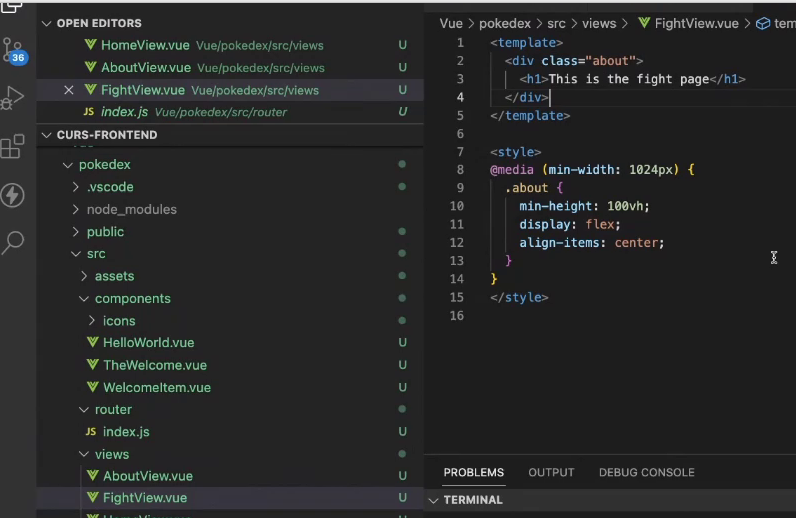 OPEN EDITORS
HomeView.vue Vue/pokedex/src/views U
AboutView.vue Vue/pokedex/src/views U
FightView.vue Vue/pokedex/src/views U
JS index.js Vue/pokedex/src/router U
CURS-FRONTEND
pokedex
.vscode
node_modules
public
src
assets
components
icons
HelloWorld.vue U
TheWelcome.vue U
WelcomeItem.vue U
router
JS index.js U
views
AboutView.vue U
FightView.vue U
36
Vue > pokedex > src > views > FightView.vue > tem
1 <template>
2 <div class="about">
3 <h1>This is the fight page</h1>
4 </div>
5 </template>
6
7 <style>
8 @media (min-width: 1024px) {
9 .about {
10 min-height: 100vh;
11 display: flex;
12 align-items: center;
13 }
14 }
15 </style>
16
PROBLEMS OUTPUT DEBUG CONSOLE
TERMINAL